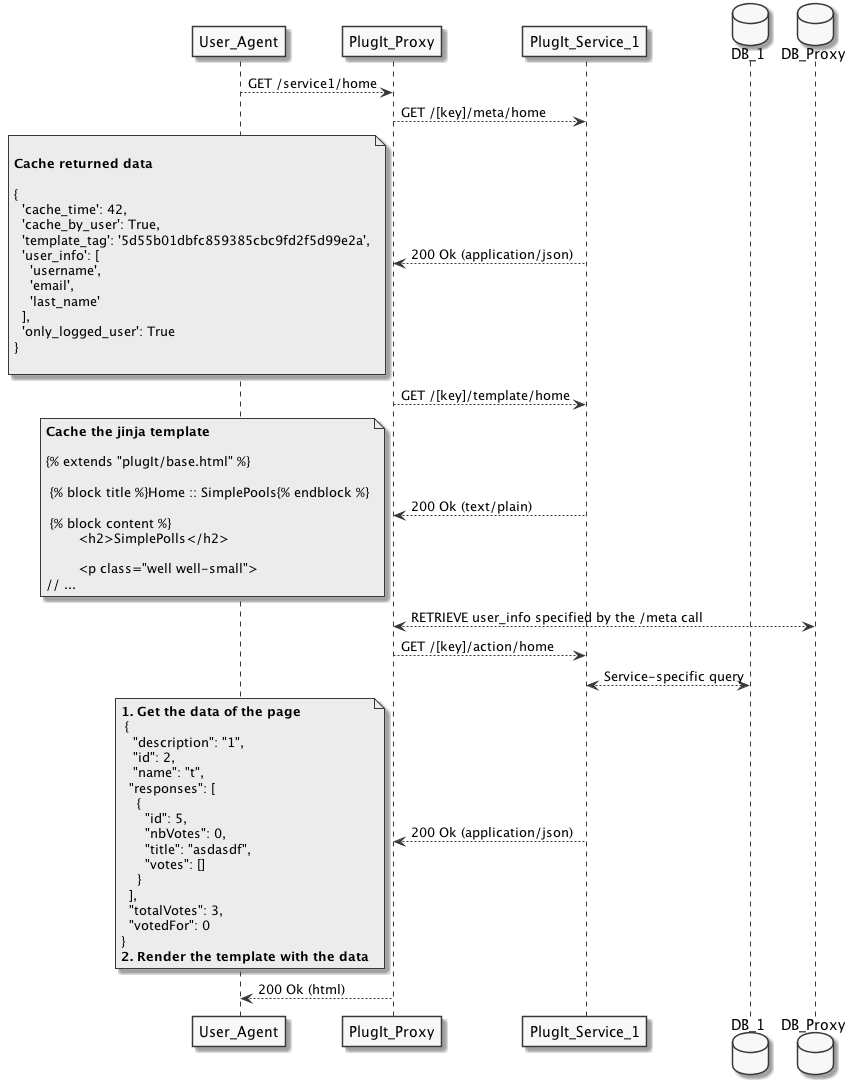 User_Agent
PlugIt_Proxy
PlugIt_Service_1
DB_1
DB_Proxy
GET /service1/home
GET /[key]/meta/home
Cache returned data
{
'cache_time': 42,
'cache_by_user': True,
'template_tag': '5d55b01dbfc859385cbc9fd2f5d99e2a',
'user_info': [
'username',
'email',
'last_name'
],
'only_logged_user': True
}
200 Ok (application/json)
GET /[key]/template/home
Cache the jinja template
{% extends "plugIt/base.html" %}
{% block title %}Home :: SimplePools{% endblock %}
{% block content %}
<h2>SimplePolls</h2>
<p class="well well-small">
// ...
200 Ok (text/plain)
RETRIEVE user_info specified by the /meta call
GET /[key]/action/home
Service-specific query
1. Get the data of the page
{
"description": "1",
"id": 2,
"name": "t",
"responses": [
{
"id": 5,
"nbVotes": 0,
"title": "asdasdf",
"votes": []
}
],
"totalVotes": 3,
"votedFor": 0
}
2. Render the template with the data
200 Ok (application/json)
200 Ok (html)
User_Agent
PlugIt_Proxy
PlugIt_Service_1
DB_1
DB_Proxy